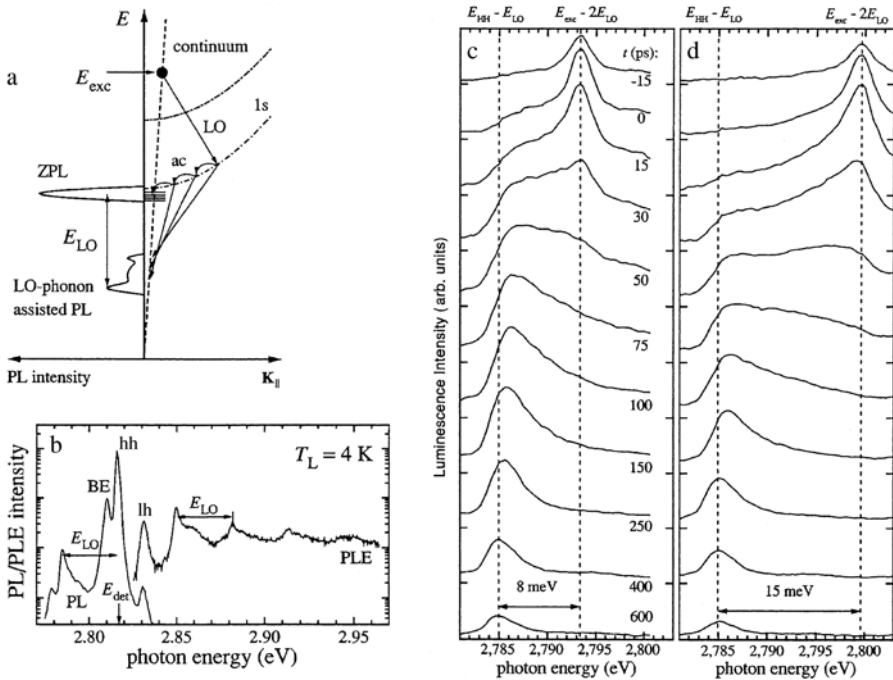 a
E
continuum
E_exc
1s
LO
ac
ZPL
E_LO
LO-phonon
assisted PL
PL intensity
K_||
b
hh
T_L = 4 K
BE
lh
E_LO
E_LO
PL
E_det
PLE
PL/PLE intensity
2.80 2.85 2.90 2.95
photon energy (eV)
E_HH - E_LO E_exc - 2E_LO
c
t (ps):
-15
0
15
30
50
75
100
150
250
400
600
8 meV
Luminescence Intensity (arb. units)
2,785 2,790 2,795 2,800
photon energy (eV)
E_HH - E_LO E_exc - 2E_LO
d
15 meV
2,785 2,790 2,795 2,800
photon energy (eV)